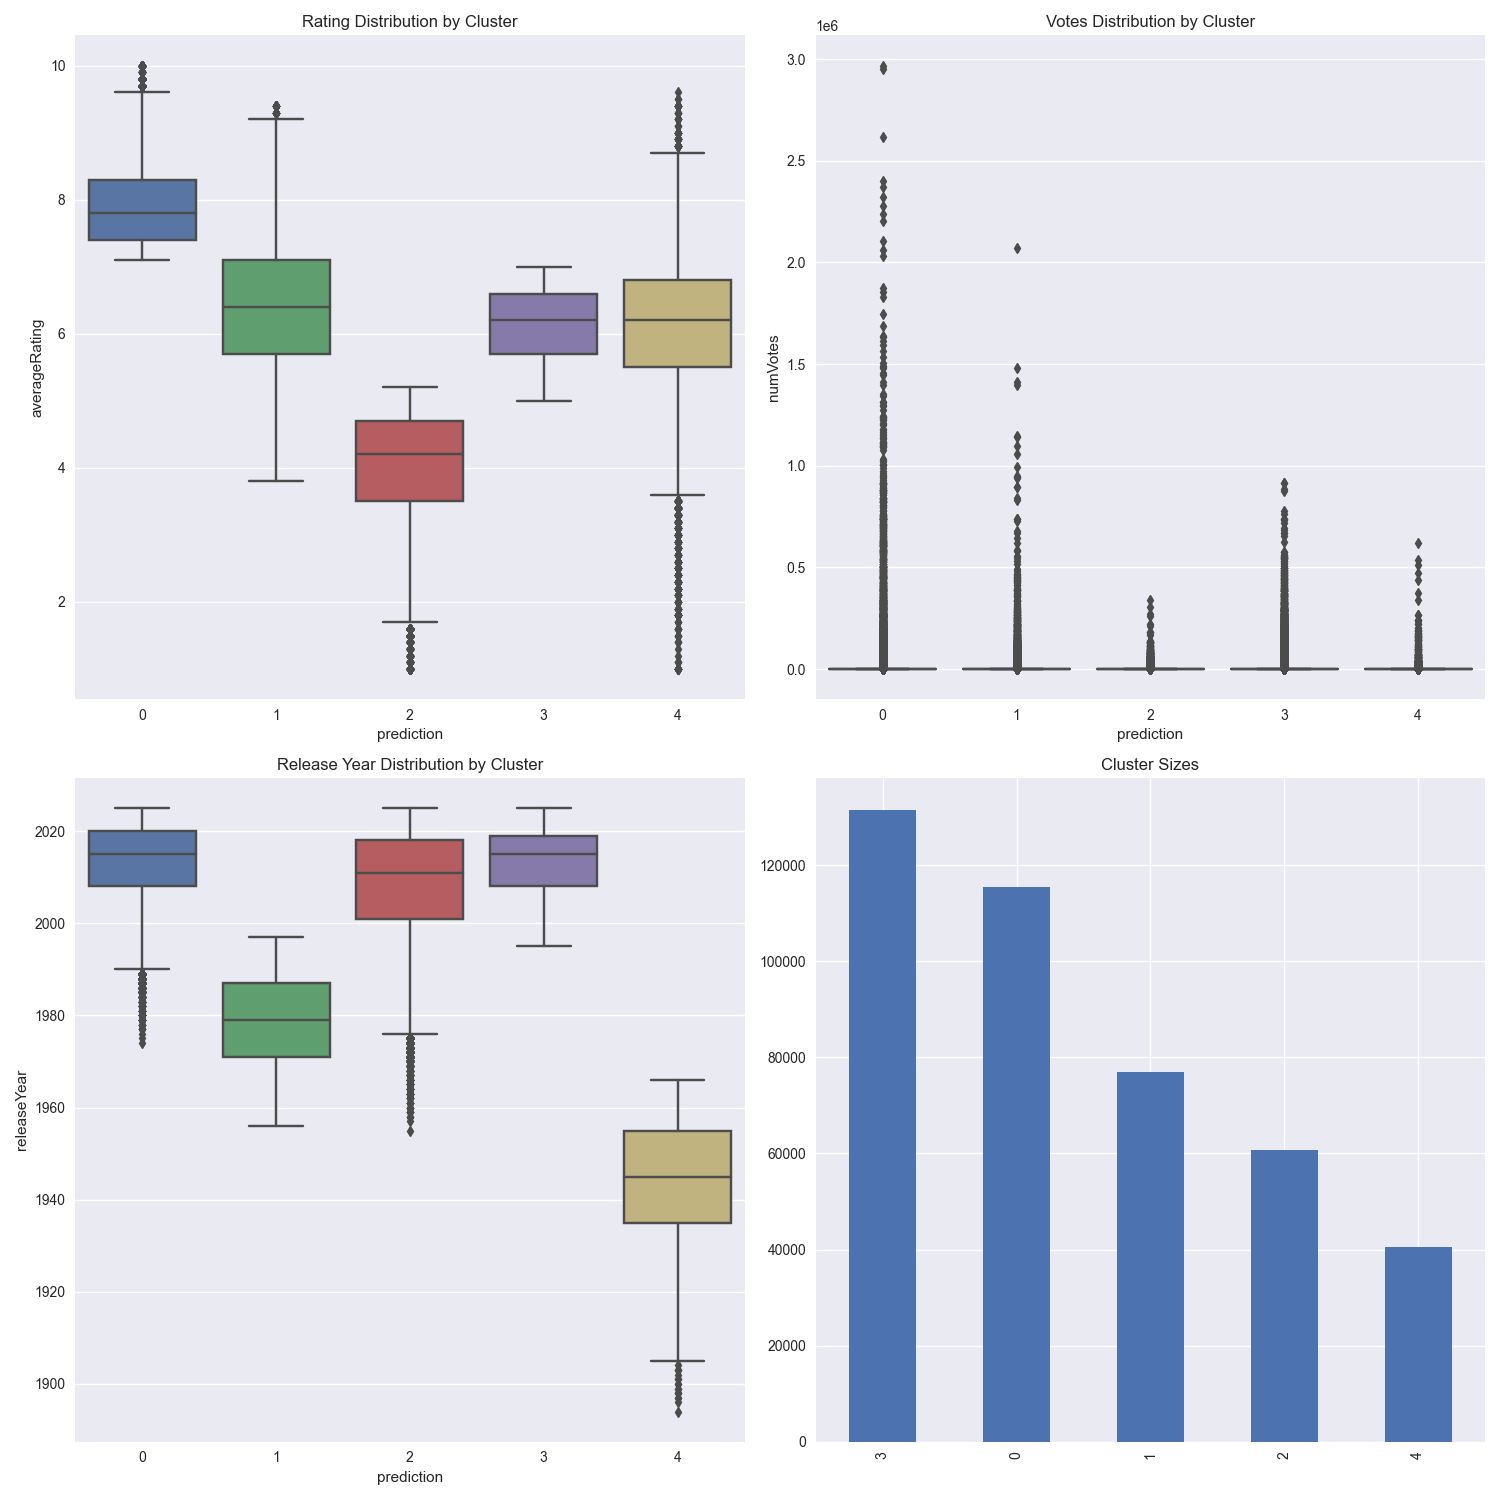 Rating Distribution by Cluster
averageRating
10
8
6
4
2
0 1 2 3 4
prediction
Votes Distribution by Cluster
1e6
numVotes
3.0
2.5
2.0
1.5
1.0
0.5
0.0
0 1 2 3 4
prediction
Release Year Distribution by Cluster
releaseYear
2020
2000
1980
1960
1940
1920
1900
0 1 2 3 4
prediction
Cluster Sizes
120000
100000
80000
60000
40000
20000
0
3 0 1 2 4